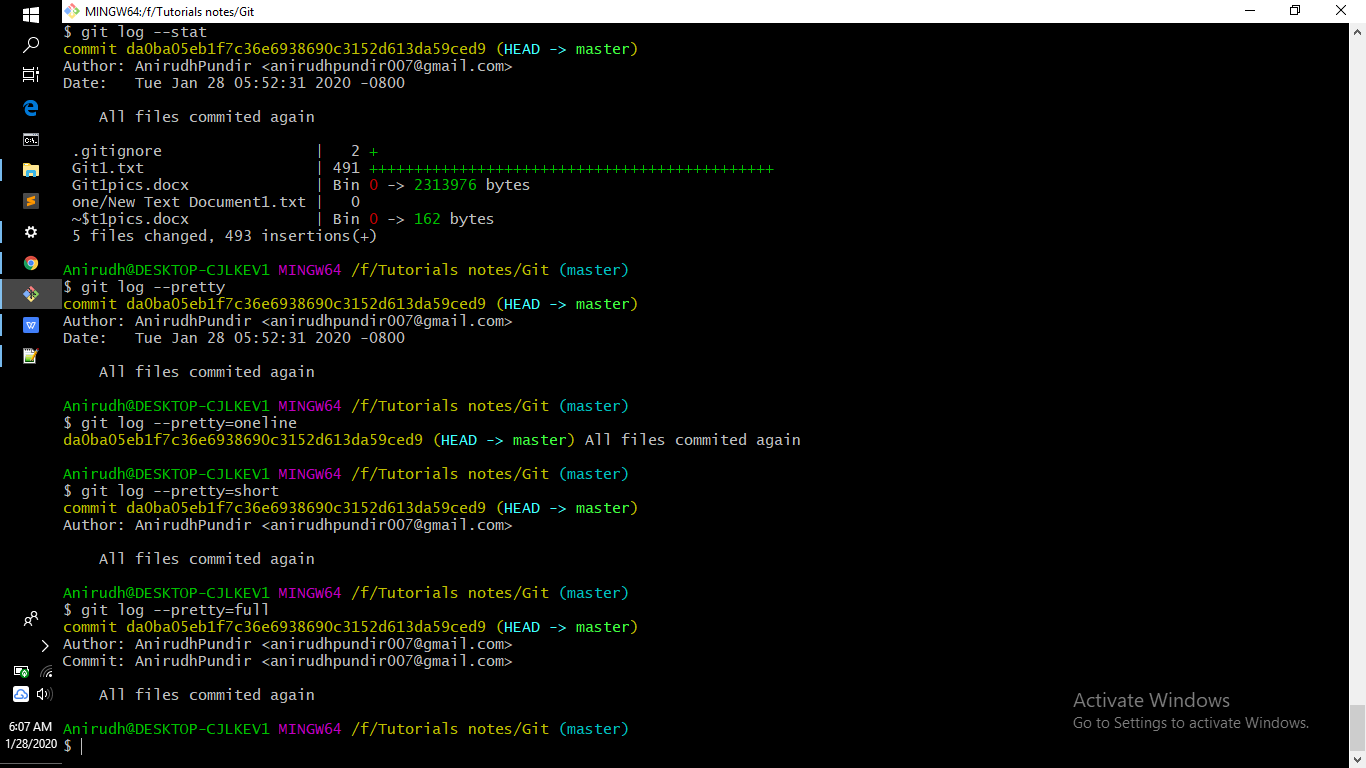 MINGW64:/f/Tutorials notes/Git
$ git log --stat
commit da0ba05eb1f7c36e6938690c3152d613da59ced9 (HEAD -> master)
Author: AnirudhPundir <anirudhpundir007@gmail.com>
Date:   Tue Jan 28 05:52:31 2020 -0800
    All files commited again
 .gitignore                 |   2 +
 Git1.txt                   | 491 +++++++++++++++++++++++++++++++++++++++++++++
 Git1pics.docx              | Bin 0 -> 2313976 bytes
 one/New Text Document1.txt |   0
 ~$t1pics.docx              | Bin 0 -> 162 bytes
 5 files changed, 493 insertions(+)
Anirudh@DESKTOP-CJLKEV1 MINGW64 /f/Tutorials notes/Git (master)
$ git log --pretty
commit da0ba05eb1f7c36e6938690c3152d613da59ced9 (HEAD -> master)
Author: AnirudhPundir <anirudhpundir007@gmail.com>
Date:   Tue Jan 28 05:52:31 2020 -0800
    All files commited again
Anirudh@DESKTOP-CJLKEV1 MINGW64 /f/Tutorials notes/Git (master)
$ git log --pretty=oneline
da0ba05eb1f7c36e6938690c3152d613da59ced9 (HEAD -> master) All files commited again
Anirudh@DESKTOP-CJLKEV1 MINGW64 /f/Tutorials notes/Git (master)
$ git log --pretty=short
commit da0ba05eb1f7c36e6938690c3152d613da59ced9 (HEAD -> master)
Author: AnirudhPundir <anirudhpundir007@gmail.com>
    All files commited again
Anirudh@DESKTOP-CJLKEV1 MINGW64 /f/Tutorials notes/Git (master)
$ git log --pretty=full
commit da0ba05eb1f7c36e6938690c3152d613da59ced9 (HEAD -> master)
Author: AnirudhPundir <anirudhpundir007@gmail.com>
Commit: AnirudhPundir <anirudhpundir007@gmail.com>
    All files commited again
Anirudh@DESKTOP-CJLKEV1 MINGW64 /f/Tutorials notes/Git (master)
$
Activate Windows
Go to Settings to activate Windows.
6:07 AM
1/28/2020